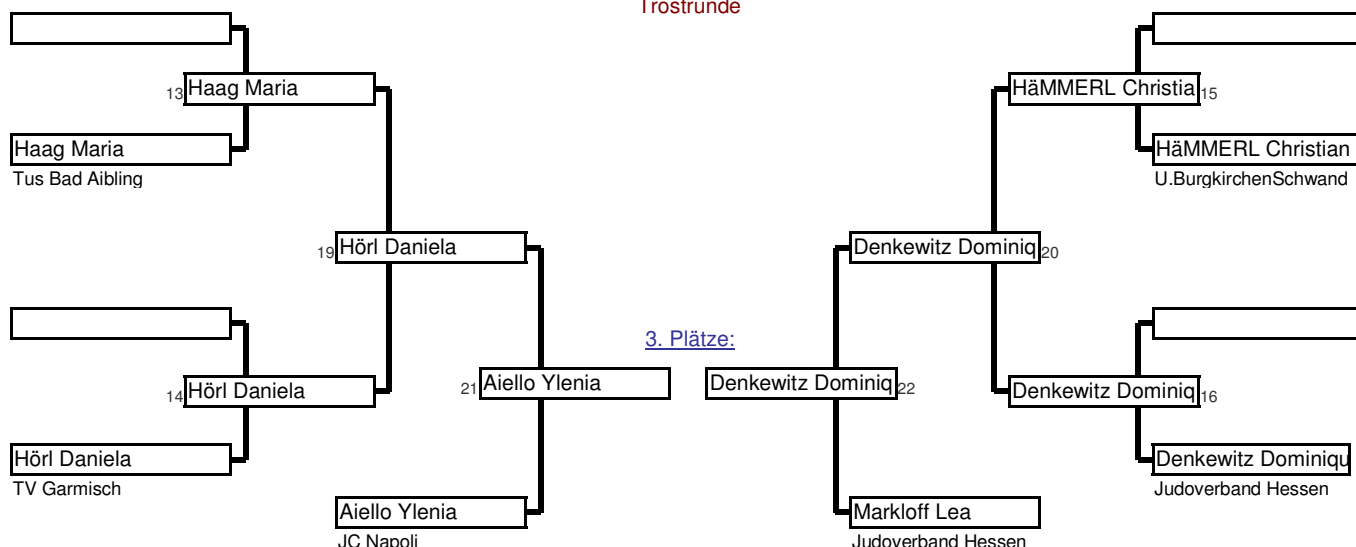 Trostrunde
13 Haag Maria
HäMMERL Christia 15
Haag Maria
Tus Bad Aibling
HäMMERL Christian
U.BurgkirchenSchwand
19 Hörl Daniela
Denkewitz Dominiq 20
3. Plätze:
14 Hörl Daniela
21 Aiello Ylenia
Denkewitz Dominiq 22
Denkewitz Dominiq 16
Hörl Daniela
TV Garmisch
Denkewitz Dominiqu
Judoverband Hessen
Aiello Ylenia
JC Napoli
Markloff Lea
Judoverband Hessen